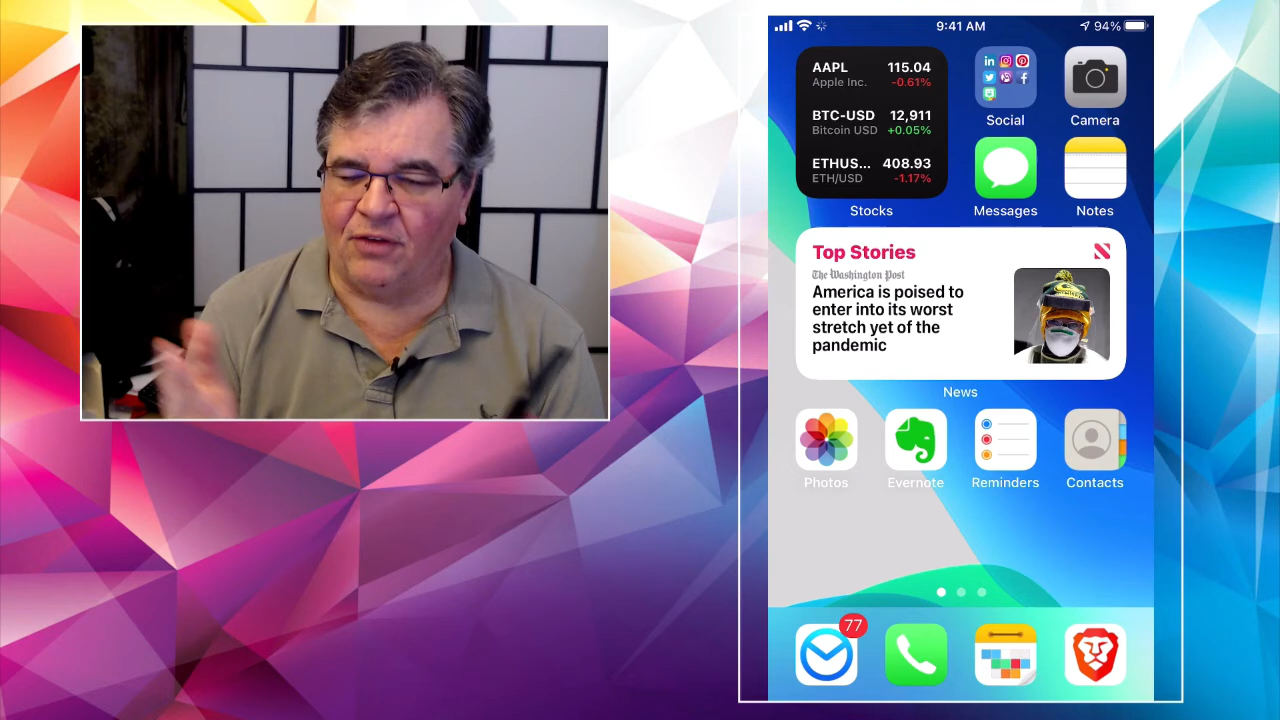 9:41 AM
94%
AAPL 115.04
Apple Inc. -0.61%
BTC-USD 12,911
Bitcoin USD +0.05%
ETHUS... 408.93
ETH/USD -1.17%
Stocks
Social
Camera
Messages
Notes
Top Stories
The Washington Post
America is poised to
enter into its worst
stretch yet of the
pandemic
News
Photos
Evernote
Reminders
Contacts
77